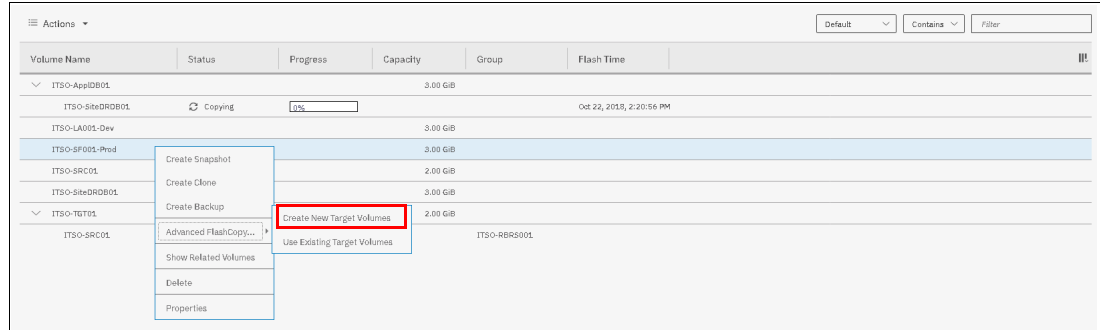 Actions Default Contains Filter
Volume Name Status Progress Capacity Group Flash Time
ITSO-ApplDB01 3.00 GiB
ITSO-SiteDRDB01 Copying 0% Oct 22, 2018, 2:20:56 PM
ITSO-LA001-Dev 3.00 GiB
ITSO-SF001-Prod 3.00 GiB
ITSO-SRC01 2.00 GiB
ITSO-SiteDRDB01 3.00 GiB
ITSO-TGT01 2.00 GiB
ITSO-SRC01 ITSO-RBRS001
Create Snapshot
Create Clone
Create Backup
Advanced FlashCopy...
Show Related Volumes
Delete
Properties
Create New Target Volumes
Use Existing Target Volumes